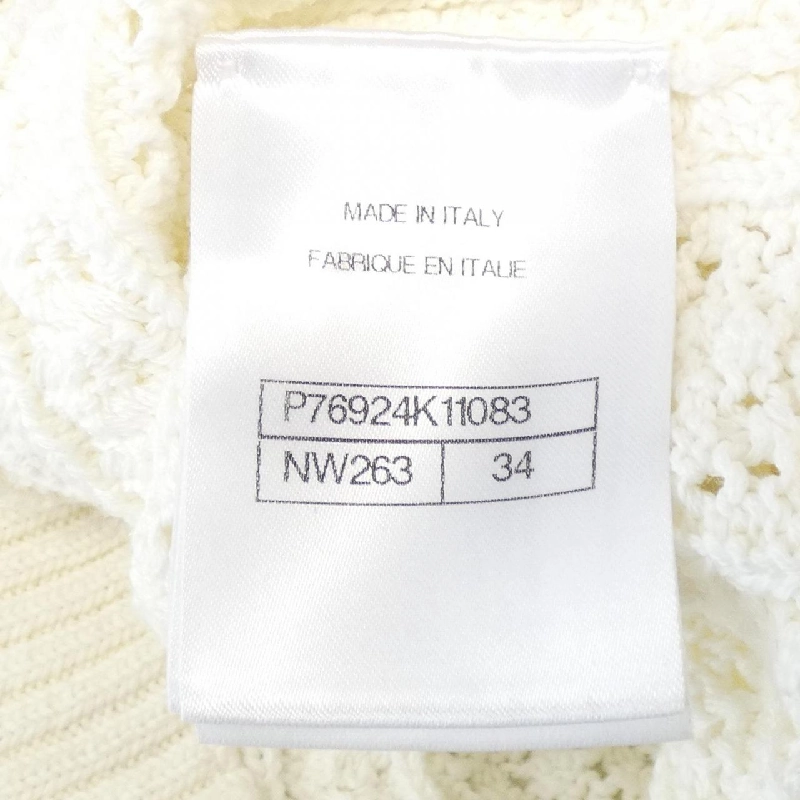 MADE IN ITALY
FABRIQUE EN ITALIE
P76924K11083
NW263 34